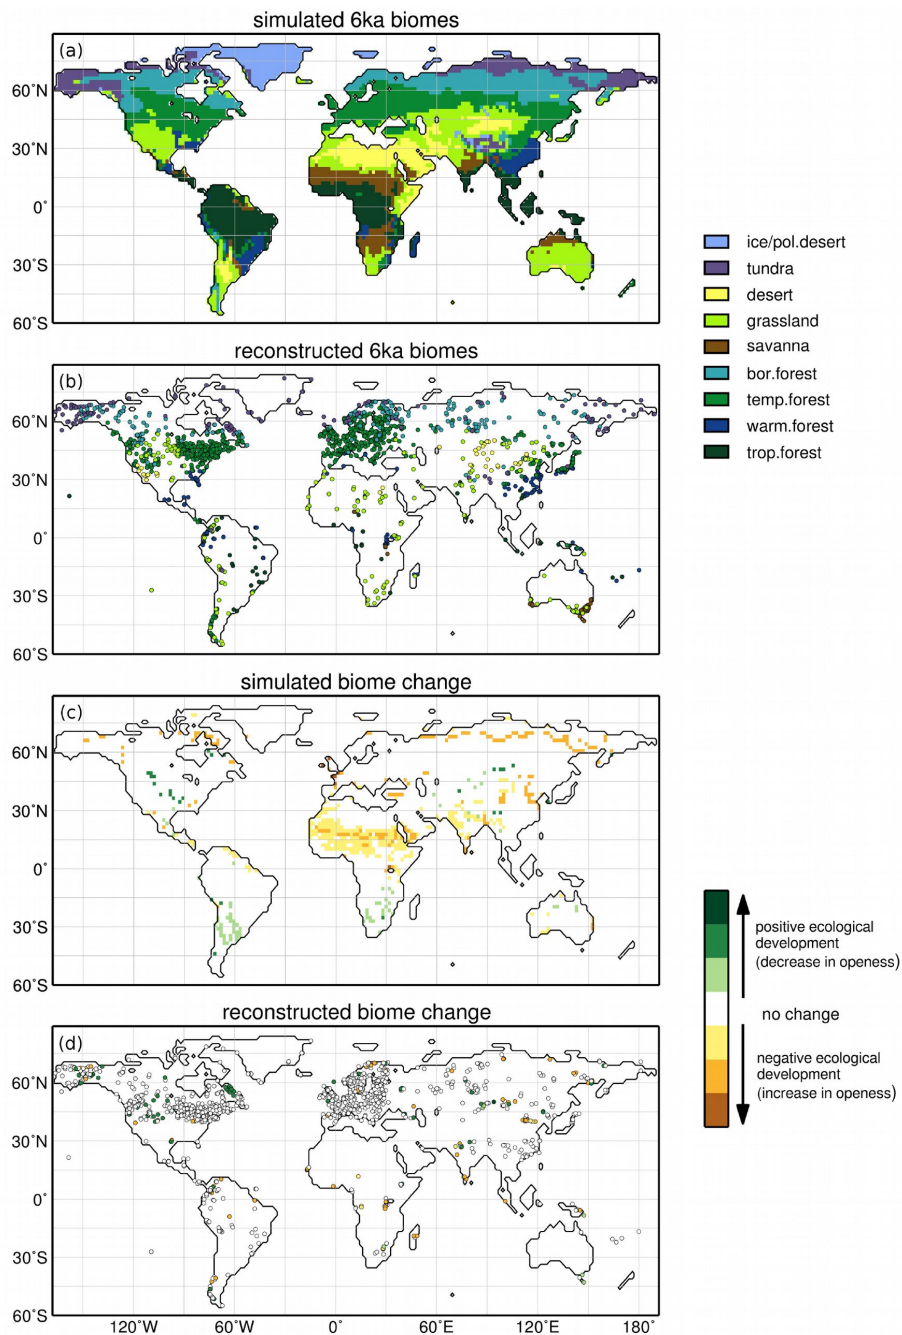 simulated 6ka biomes
(a)
60˚N
30˚N
0˚
30˚S
60˚S
ice/pol.desert
tundra
desert
grassland
savanna
bor.forest
temp.forest
warm.forest
trop.forest
reconstructed 6ka biomes
(b)
60˚N
30˚N
0˚
30˚S
60˚S
simulated biome change
(c)
60˚N
30˚N
0˚
30˚S
60˚S
positive ecological
development
(decrease in openess)
no change
negative ecological
development
(increase in openess)
reconstructed biome change
(d)
60˚N
30˚N
0˚
30˚S
60˚S
120˚W 60˚W 0˚ 60˚E 120˚E 180˚